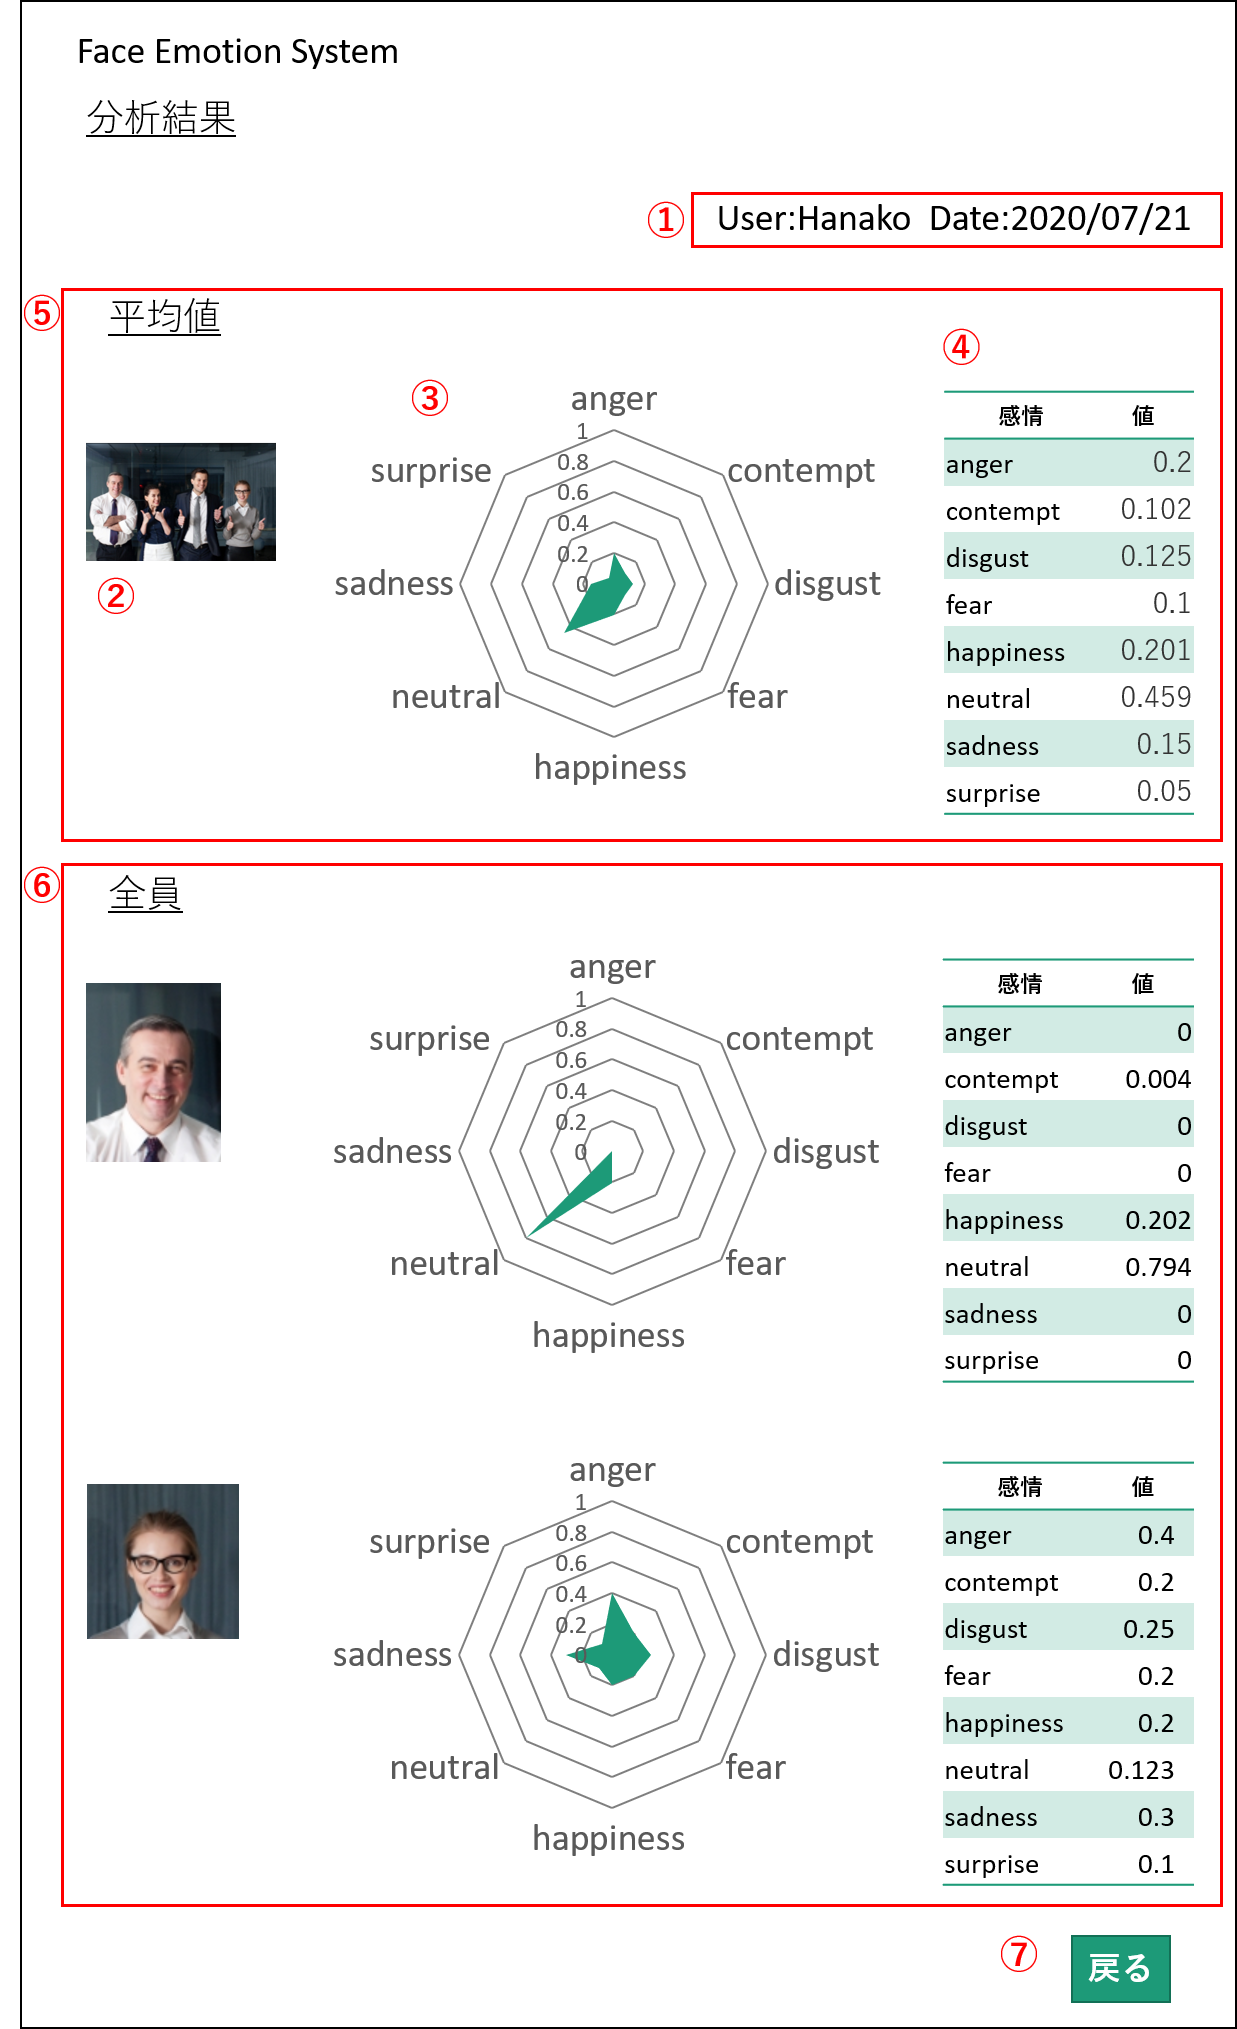 Face Emotion System
分析結果
① User:Hanako Date:2020/07/21
⑤ 平均値
②
③
anger
contempt
disgust
fear
happiness
neutral
sadness
surprise
1
0.8
0.6
0.4
0.2
0
④
感情 値
anger 0.2
contempt 0.102
disgust 0.125
fear 0.1
happiness 0.201
neutral 0.459
sadness 0.15
surprise 0.05
⑥ 全員
anger
contempt
disgust
fear
happiness
neutral
sadness
surprise
1
0.8
0.6
0.4
0.2
0
感情 値
anger 0
contempt 0.004
disgust 0
fear 0
happiness 0.202
neutral 0.794
sadness 0
surprise 0
anger
contempt
disgust
fear
happiness
neutral
sadness
surprise
1
0.8
0.6
0.4
0.2
0
感情 値
anger 0.4
contempt 0.2
disgust 0.25
fear 0.2
happiness 0.2
neutral 0.123
sadness 0.3
surprise 0.1
⑦ 戻る